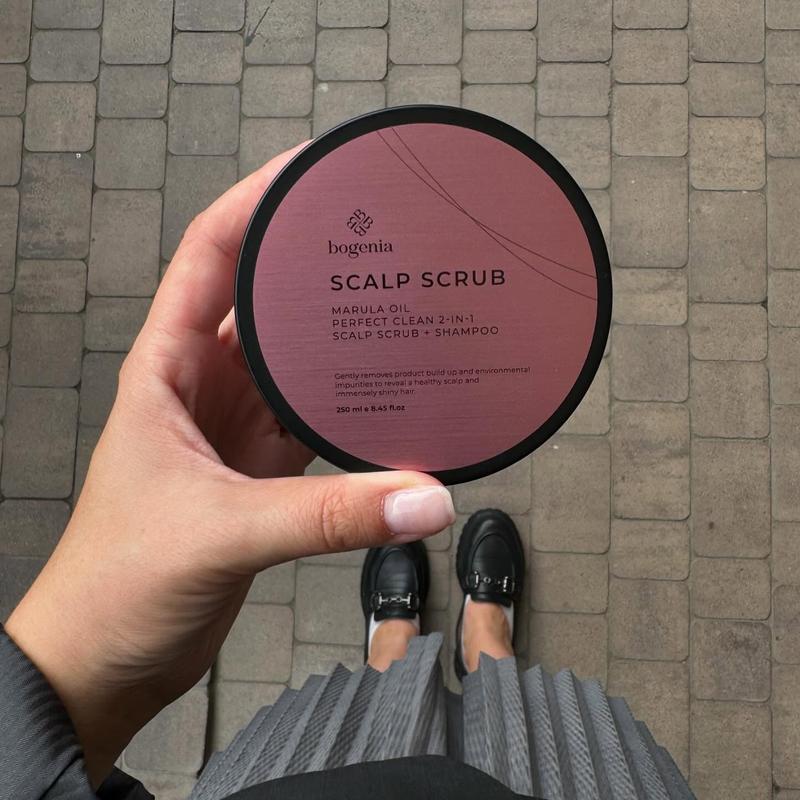 bogenia
SCALP SCRUB
MARULA OIL
PERFECT CLEAN 2-IN-1
SCALP SCRUB + SHAMPOO
Gently removes product build up and environmental
impurities to reveal a healthy scalp and
immensely shiny hair.
250 ml e 8.45 fl.oz